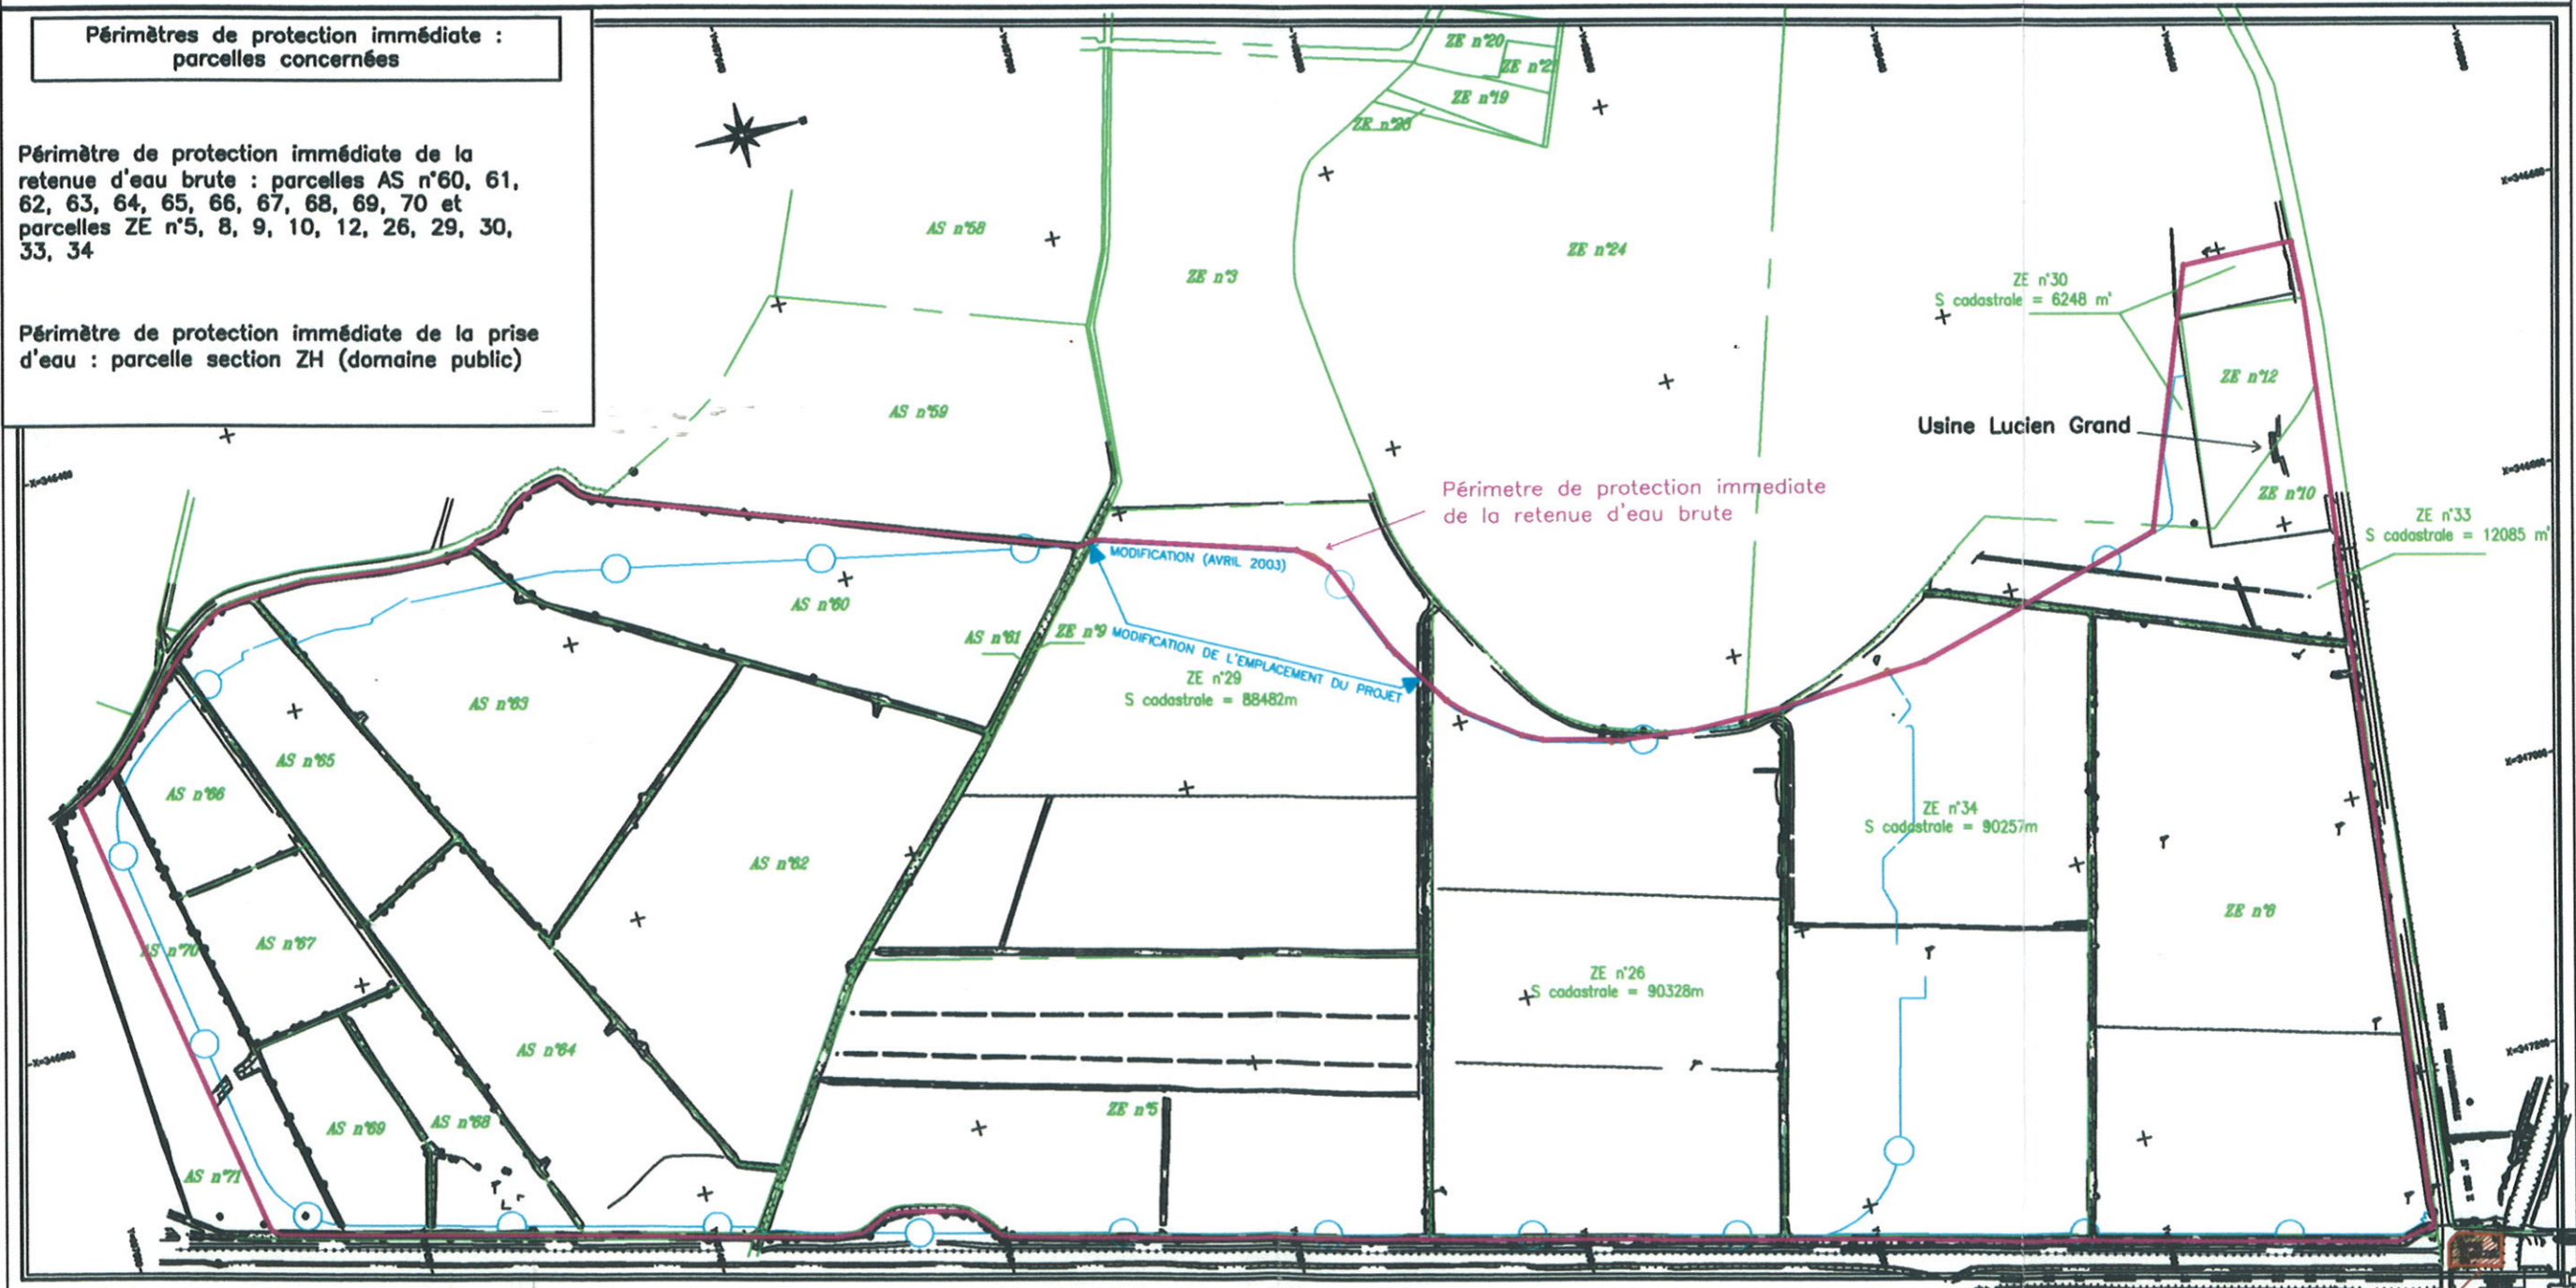 Périmètres de protection immédiate :
parcelles concernées
Périmètre de protection immédiate de la
retenue d'eau brute : parcelles AS n°60, 61,
62, 63, 64, 65, 66, 67, 68, 69, 70 et
parcelles ZE n°5, 8, 9, 10, 12, 26, 29, 30,
33, 34
Périmètre de protection immédiate de la prise
d'eau : parcelle section ZH (domaine public)
ZE n°20
ZE n°19
AS n°58
ZE n°3
ZE n°24
ZE n°30
S cadastrale = 6248 m²
ZE n°12
AS n°59
Usine Lucien Grand
ZE n°10
Périmetre de protection immediate
de la retenue d'eau brute
ZE n°33
S cadastrale = 12085 m²
MODIFICATION (AVRIL 2003)
AS n°60
AS n°61
ZE n°9
MODIFICATION DE L'EMPLACEMENT DU PROJET
ZE n°29
S cadastrale = 88482m
AS n°63
AS n°65
AS n°66
AS n°62
ZE n°34
S cadastrale = 90257m
ZE n°8
AS n°67
AS n°70
ZE n°26
S cadastrale = 90328m
AS n°64
ZE n°5
AS n°69
AS n°68
AS n°71
X=346400
X=346600
X=347000
X=347200